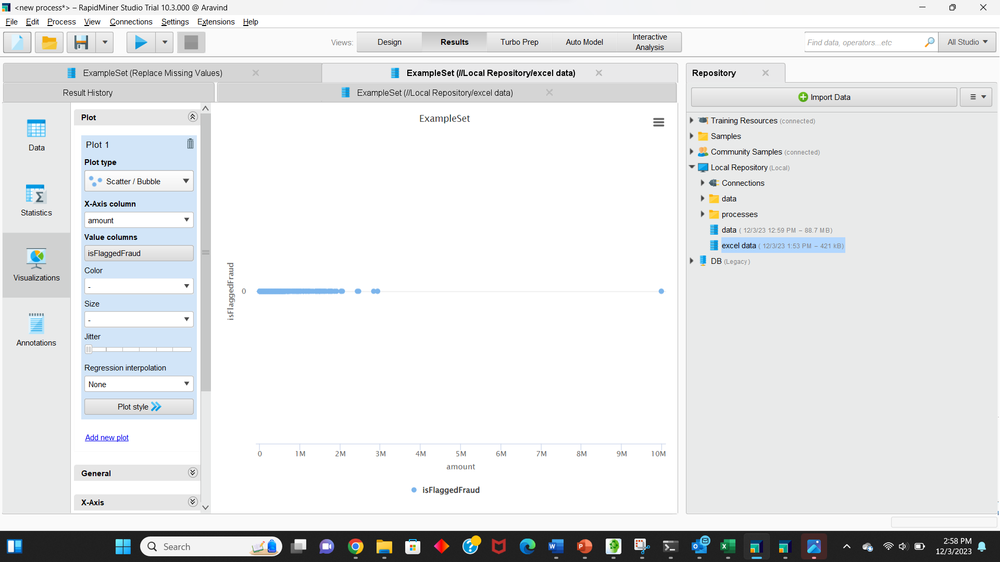 <new process*> – RapidMiner Studio Trial 10.3.000 @ Aravind
File Edit Process View Connections Settings Extensions Help
Views: Design Results Turbo Prep Auto Model Interactive Analysis
Find data, operators...etc All Studio
ExampleSet (Replace Missing Values)
ExampleSet (//Local Repository/excel data)
Result History
ExampleSet (//Local Repository/excel data)
Data
Statistics
Visualizations
Annotations
Plot
Plot 1
Plot type
Scatter / Bubble
X-Axis column
amount
Value columns
isFlaggedFraud
Color
-
Size
-
Jitter
Regression interpolation
None
Plot style
Add new plot
General
X-Axis
ExampleSet
isFlaggedFraud
0
0 1M 2M 3M 4M 5M 6M 7M 8M 9M 10M
amount
isFlaggedFraud
Repository
Import Data
Training Resources (connected)
Samples
Community Samples (connected)
Local Repository (Local)
Connections
data
processes
data ( 12/3/23 12:59 PM – 88.7 MB)
excel data ( 12/3/23 1:53 PM – 421 kB)
DB (Legacy)
Search
2:58 PM
12/3/2023